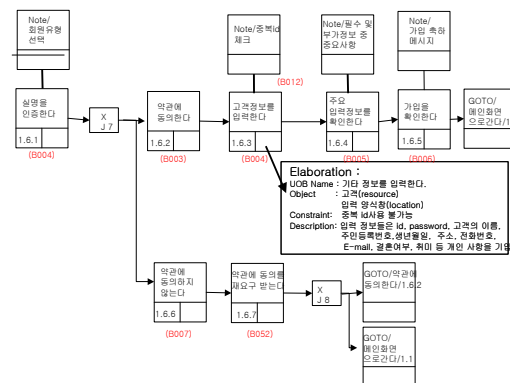 Note/
회원유형
선택
Note/중복id
체크
Note/필수 및
부가정보 중
중요사항
Note/
가입 축하
메시지
(B012)
실명을
인증한다
1.6.1
(B004)
X
J 7
약관에
동의한다
1.6.2
(B003)
고객정보를
입력한다
1.6.3
(B004)
주요
입력정보를
확인한다
1.6.4
(B005)
가입을
확인한다
1.6.5
(B006)
GOTO/
메인화면
으로간다/1.
Elaboration :
UOB Name : 기타 정보를 입력한다.
Object : 고객(resource)
입력 양식창(location)
Constraint: 중복 id사용 불가능
Description: 입력 정보들은 id, password, 고객의 이름,
주민등록번호,생년월일, 주소, 전화번호,
E-mail, 결혼여부, 취미 등 개인 사항을 기입
약관에
동의하지
않는다
1.6.6
(B007)
약관에 동의를
재요구 받는다
1.6.7
(B052)
X
J 8
GOTO/약관에
동의한다/1.6.2
GOTO/
메인화면
으로간다/1.1